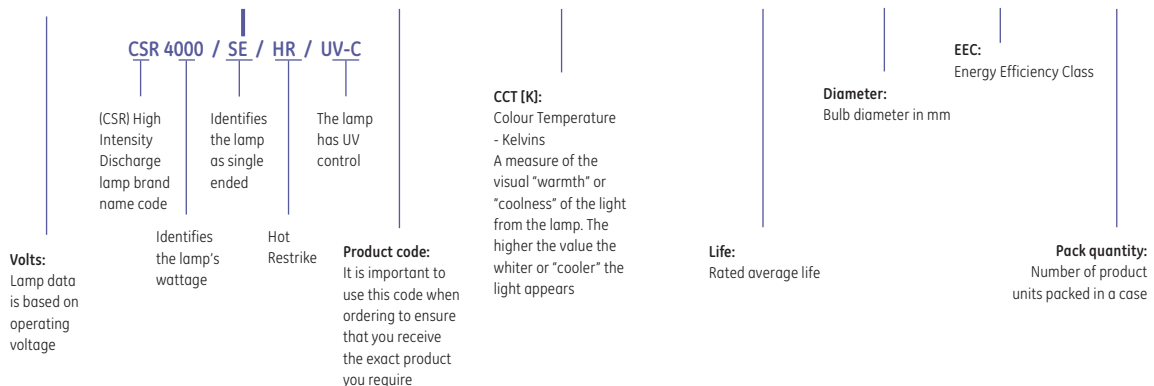 CSR 4000 / SE / HR / UV-C
(CSR) High
Intensity
Discharge
lamp brand
name code
Identifies
the lamp
as single
ended
The lamp
has UV
control
Identifies
the lamp's
wattage
Hot
Restrike
Volts:
Lamp data
is based on
operating
voltage
Product code:
It is important to
use this code when
ordering to ensure
that you receive
the exact product
you require
CCT [K]:
Colour Temperature
- Kelvins
A measure of the
visual "warmth" or
"coolness" of the light
from the lamp. The
higher the value the
whiter or "cooler" the
light appears
Life:
Rated average life
Diameter:
Bulb diameter in mm
EEC:
Energy Efficiency Class
Pack quantity:
Number of product
units packed in a case